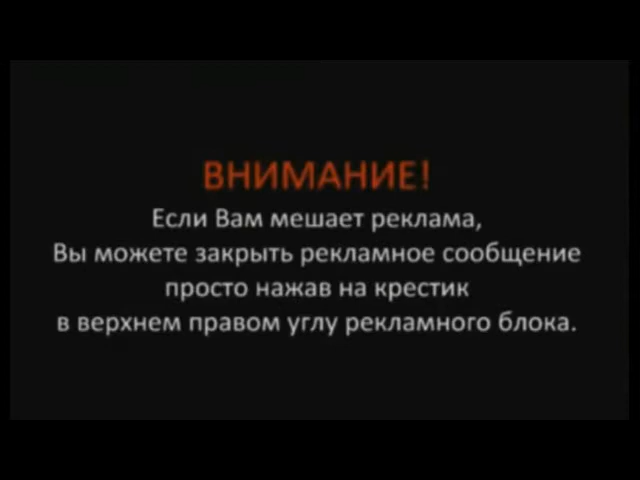 ВНИМАНИЕ!
Если Вам мешает реклама,
Вы можете закрыть рекламное сообщение
просто нажав на крестик
в верхнем правом углу рекламного блока.